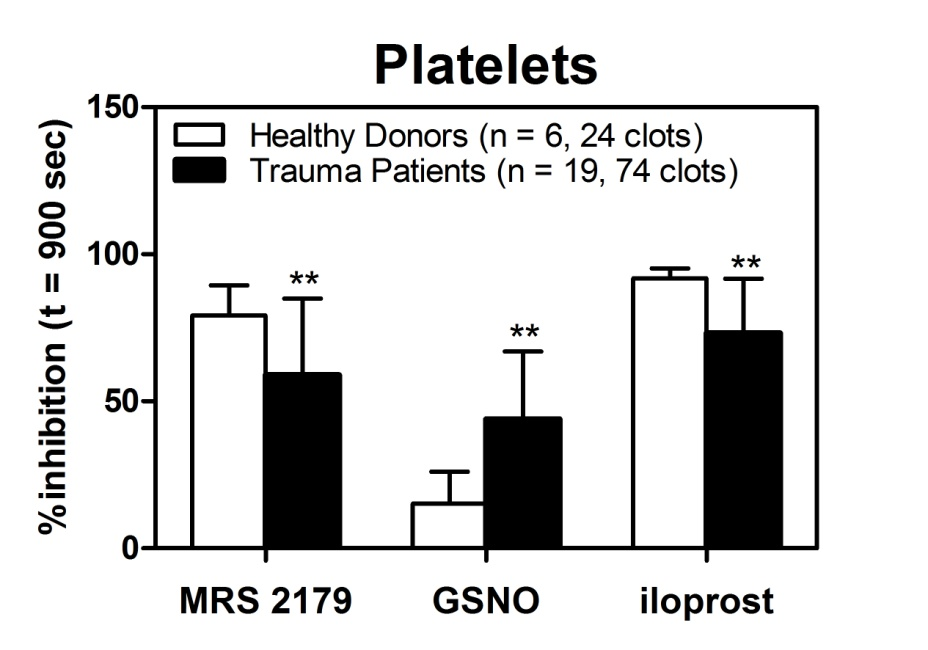 Platelets
150
Healthy Donors (n = 6, 24 clots)
Trauma Patients (n = 19, 74 clots)
%inhibition (t = 900 sec)
100
**
**
**
50
0
MRS 2179
GSNO
iloprost